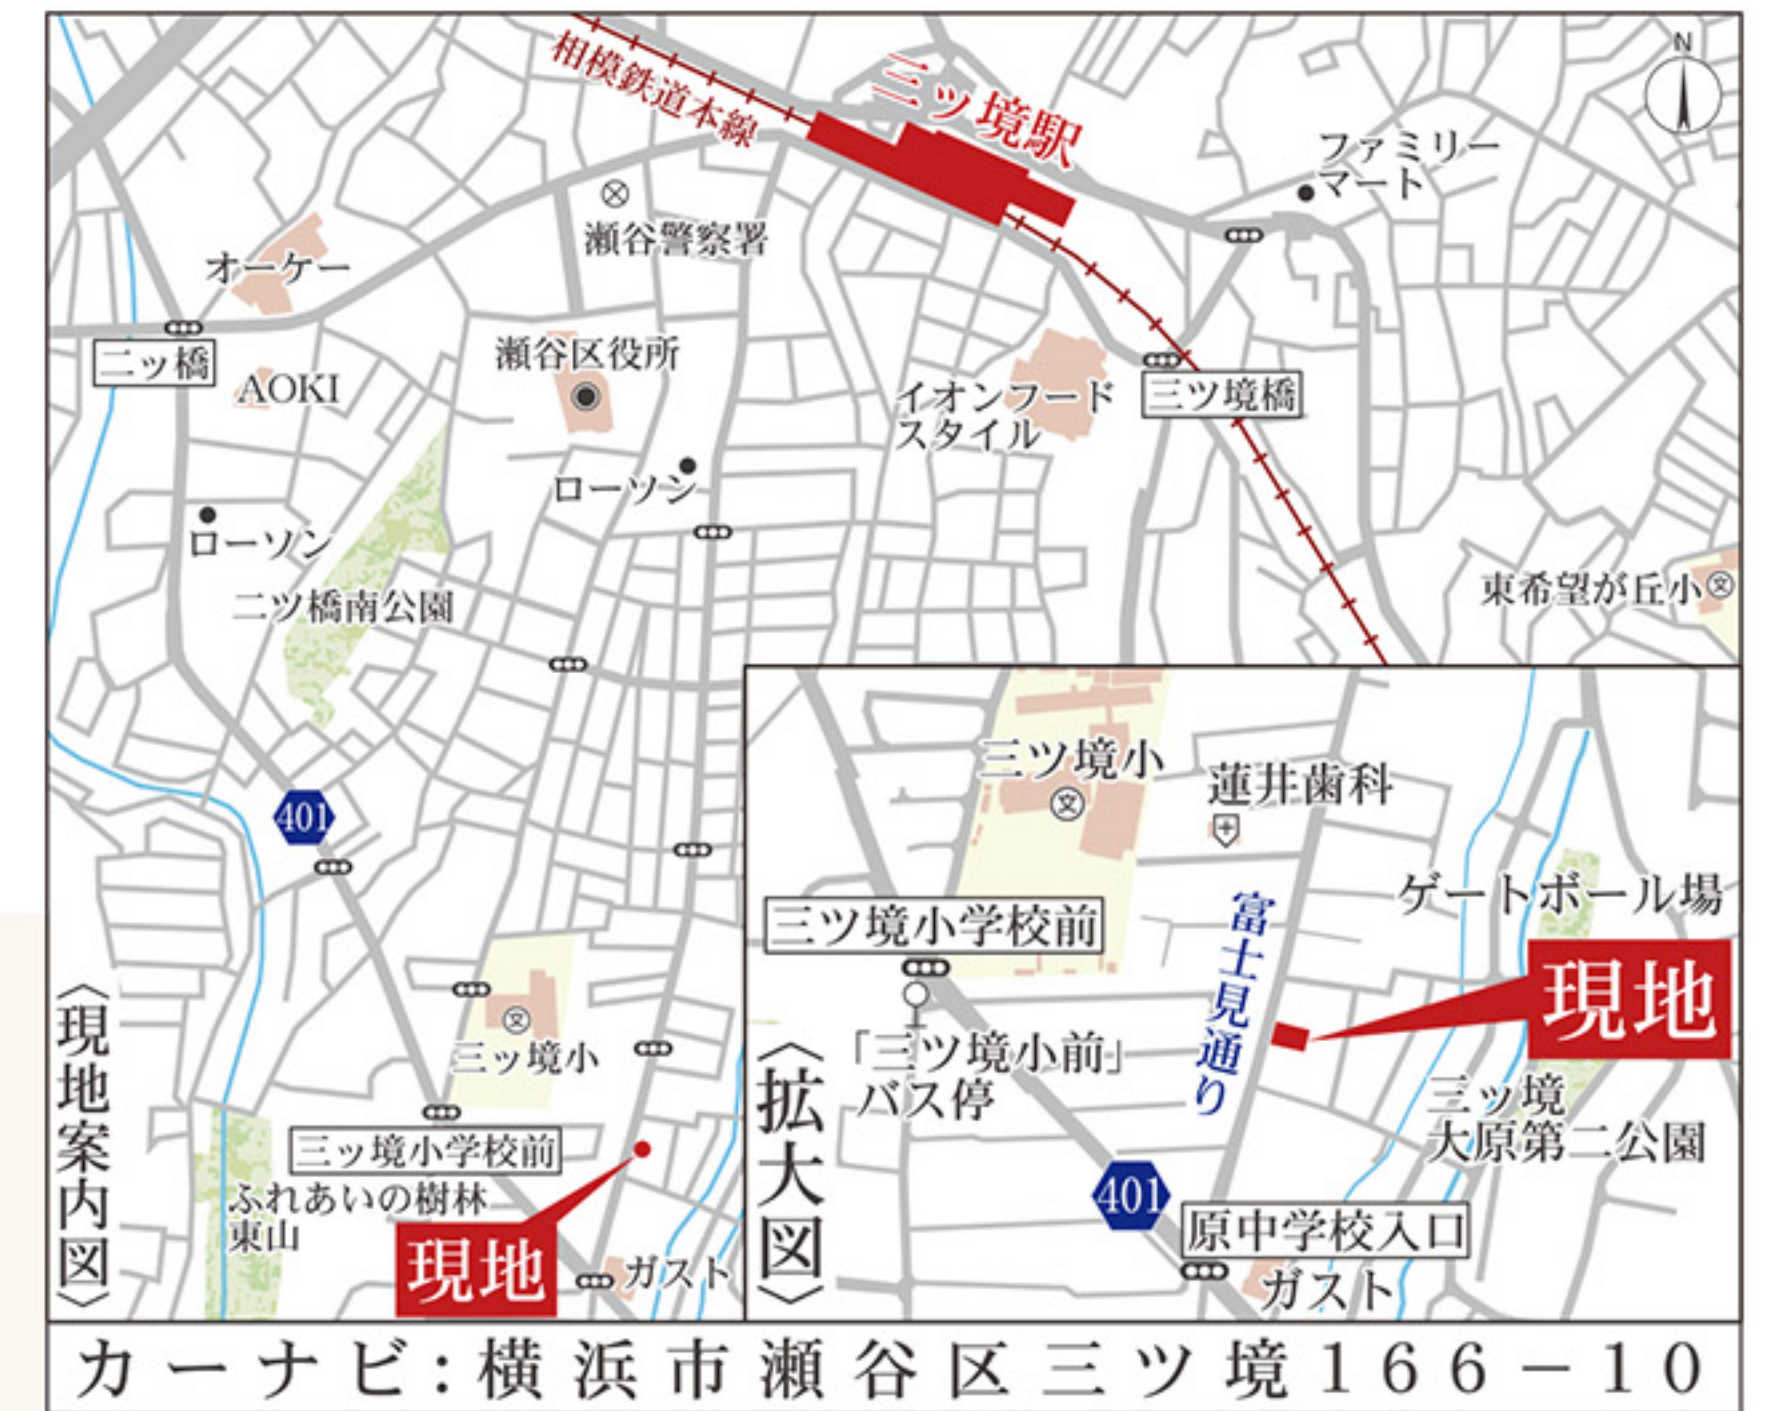 N
相模鉄道本線
三ッ境駅
ファミリー
マート
瀬谷警察署
オーケー
二ッ橋
AOKI
瀬谷区役所
イオンフード
スタイル
三ツ境橋
ローソン
ローソン
二ツ橋南公園
東希望が丘小
文
401
三ッ境小
文
三ッ境小学校前
ふれあいの樹林
東山
現地
ガスト
〈現地案内図〉
三ツ境小
文
蓮井歯科
ゲートボール場
三ツ境小学校前
富士見通り
現地
「三ツ境小前」
バス停
三ッ境
大原第二公園
401
原中学校入口
ガスト
〈拡大図〉
カーナビ:横浜市瀬谷区三ツ境166－10